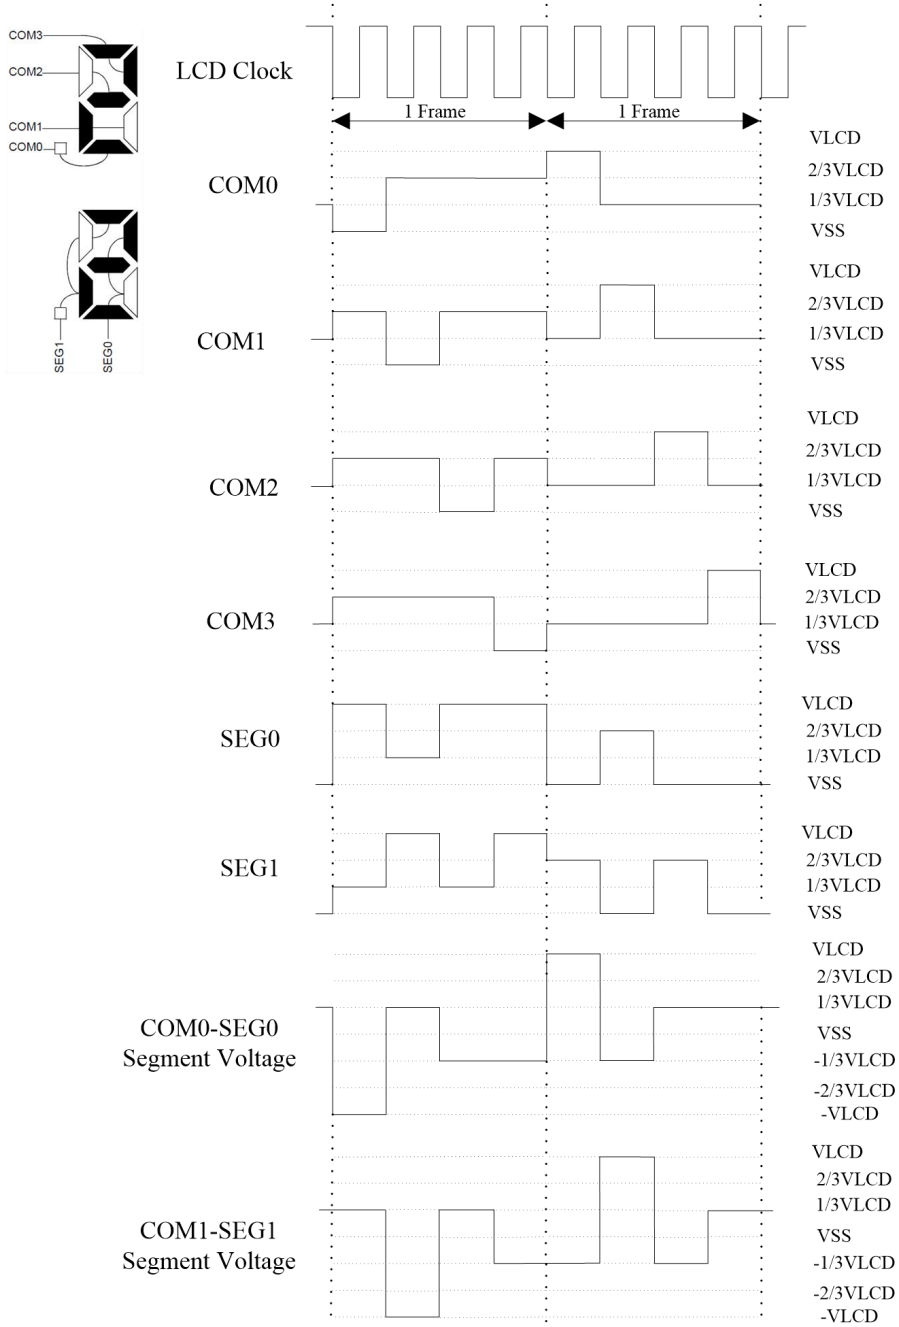 COM3
COM2
COM1
COM0
SEG1
SEG0
LCD Clock
1 Frame
1 Frame
COM0
VLCD
2/3VLCD
1/3VLCD
VSS
COM1
VLCD
2/3VLCD
1/3VLCD
VSS
COM2
VLCD
2/3VLCD
1/3VLCD
VSS
COM3
VLCD
2/3VLCD
1/3VLCD
VSS
SEG0
VLCD
2/3VLCD
1/3VLCD
VSS
SEG1
VLCD
2/3VLCD
1/3VLCD
VSS
COM0-SEG0
Segment Voltage
VLCD
2/3VLCD
1/3VLCD
VSS
-1/3VLCD
-2/3VLCD
-VLCD
COM1-SEG1
Segment Voltage
VLCD
2/3VLCD
1/3VLCD
VSS
-1/3VLCD
-2/3VLCD
-VLCD